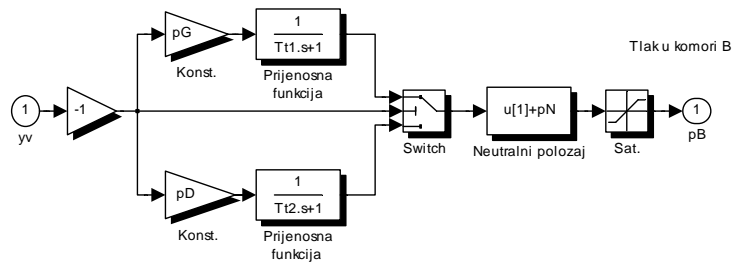 pG
1
Tt1.s+1
Tlak u komori B
Konst.
Prijenosna
funkcija
1
yv
-1
Switch
u[1]+pN
Neutralni polozaj
Sat.
1
pB
pD
1
Tt2.s+1
Konst.
Prijenosna
funkcija